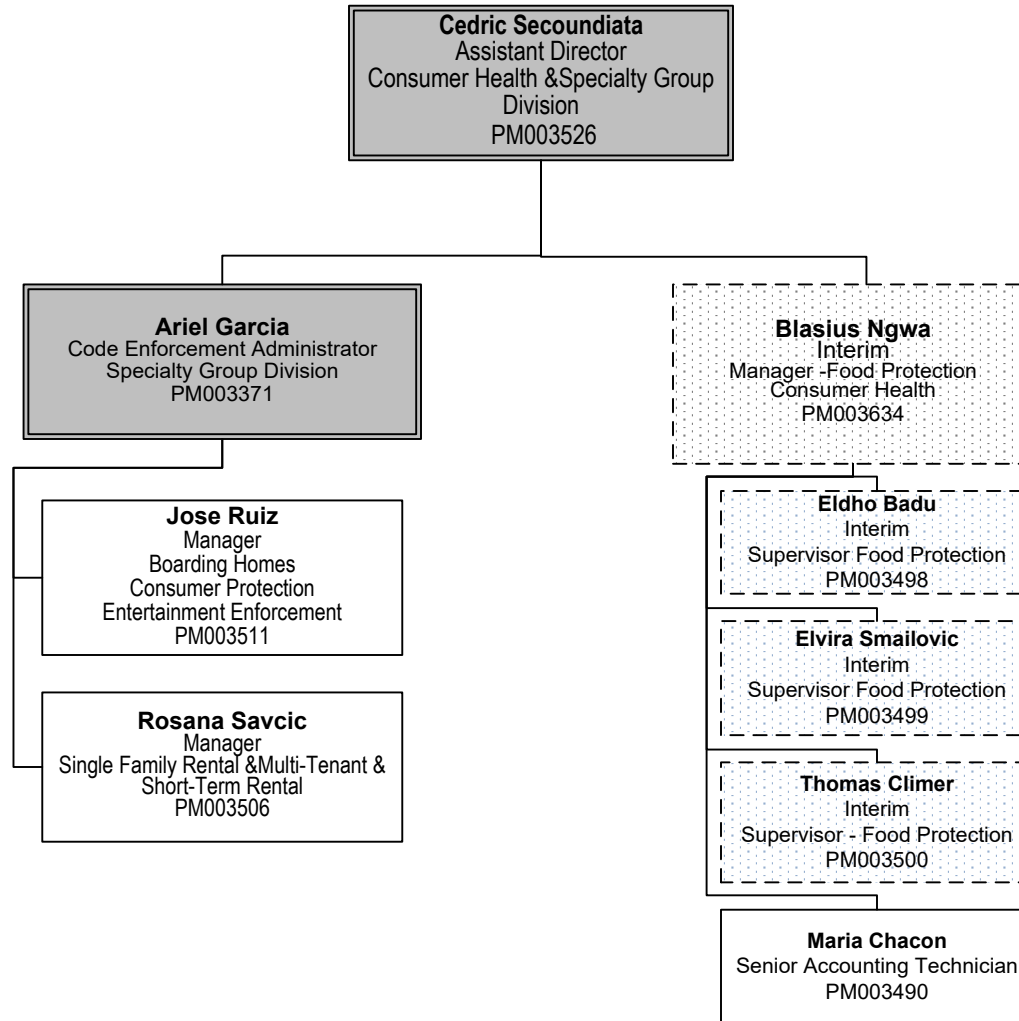 Cedric Secoundiata
Assistant Director
Consumer Health &Specialty Group
Division
PM003526
Ariel Garcia
Code Enforcement Administrator
Specialty Group Division
PM003371
Blasius Ngwa
Interim
Manager -Food Protection
Consumer Health
PM003634
Jose Ruiz
Manager
Boarding Homes
Consumer Protection
Entertainment Enforcement
PM003511
Rosana Savcic
Manager
Single Family Rental &Multi-Tenant &
Short-Term Rental
PM003506
Eldho Badu
Interim
Supervisor Food Protection
PM003498
Elvira Smailovic
Interim
Supervisor Food Protection
PM003499
Thomas Climer
Interim
Supervisor - Food Protection
PM003500
Maria Chacon
Senior Accounting Technician
PM003490